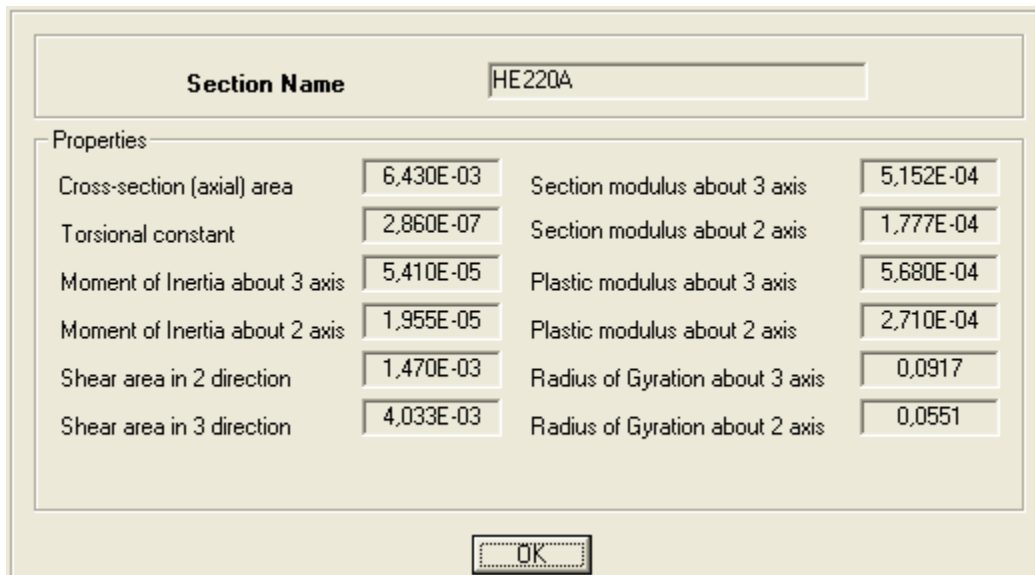 Section Name HE220A
Properties
Cross-section (axial) area 6,430E-03 Section modulus about 3 axis 5,152E-04
Torsional constant 2,860E-07 Section modulus about 2 axis 1,777E-04
Moment of Inertia about 3 axis 5,410E-05 Plastic modulus about 3 axis 5,680E-04
Moment of Inertia about 2 axis 1,955E-05 Plastic modulus about 2 axis 2,710E-04
Shear area in 2 direction 1,470E-03 Radius of Gyration about 3 axis 0,0917
Shear area in 3 direction 4,033E-03 Radius of Gyration about 2 axis 0,0551
OK